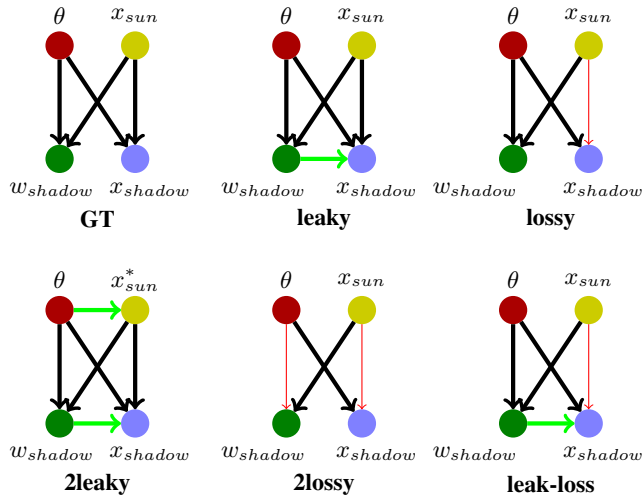 θ x_sun θ x_sun θ x_sun
w_shadow x_shadow w_shadow x_shadow w_shadow x_shadow
GT leaky lossy
θ x*_sun θ x_sun θ x_sun
w_shadow x_shadow w_shadow x_shadow w_shadow x_shadow
2leaky 2lossy leak-loss